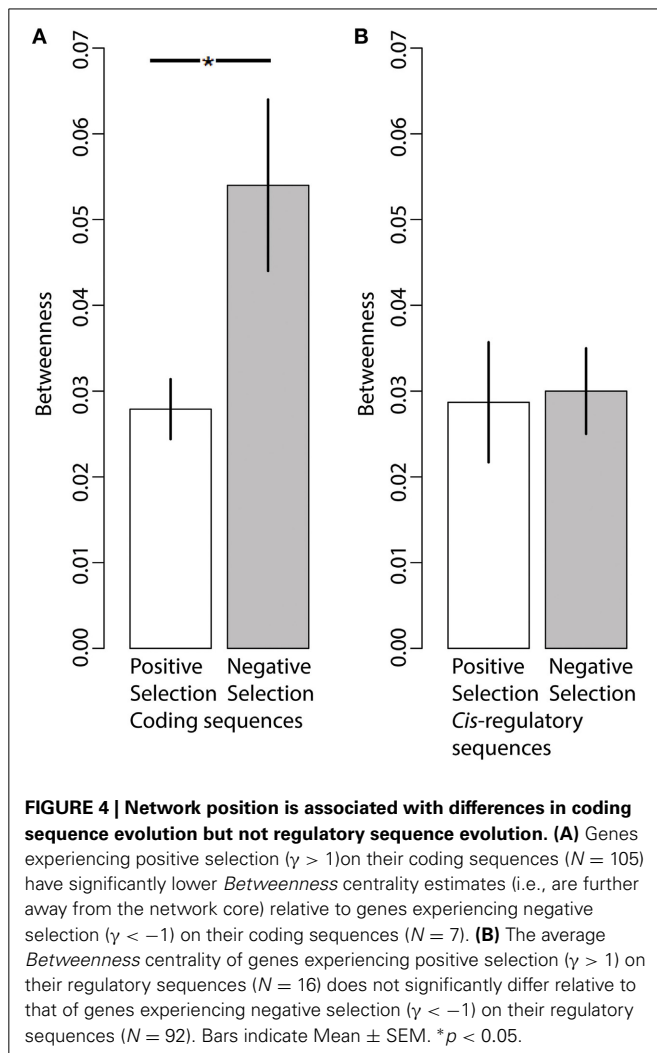 A
B
0.07
0.06
0.05
0.04
0.03
0.02
0.01
0.00
Betweenness
*
0.07
0.06
0.05
0.04
0.03
0.02
0.01
0.00
Betweenness
Positive Negative
Selection Selection
Coding sequences
Positive Negative
Selection Selection
Cis-regulatory
sequences
FIGURE 4 | Network position is associated with differences in coding
sequence evolution but not regulatory sequence evolution. (A) Genes
experiencing positive selection (γ > 1)on their coding sequences (N = 105)
have significantly lower Betweenness centrality estimates (i.e., are further
away from the network core) relative to genes experiencing negative
selection (γ < −1) on their coding sequences (N = 7). (B) The average
Betweenness centrality of genes experiencing positive selection (γ > 1) on
their regulatory sequences (N = 16) does not significantly differ relative to
that of genes experiencing negative selection (γ < −1) on their regulatory
sequences (N = 92). Bars indicate Mean ± SEM. *p < 0.05.